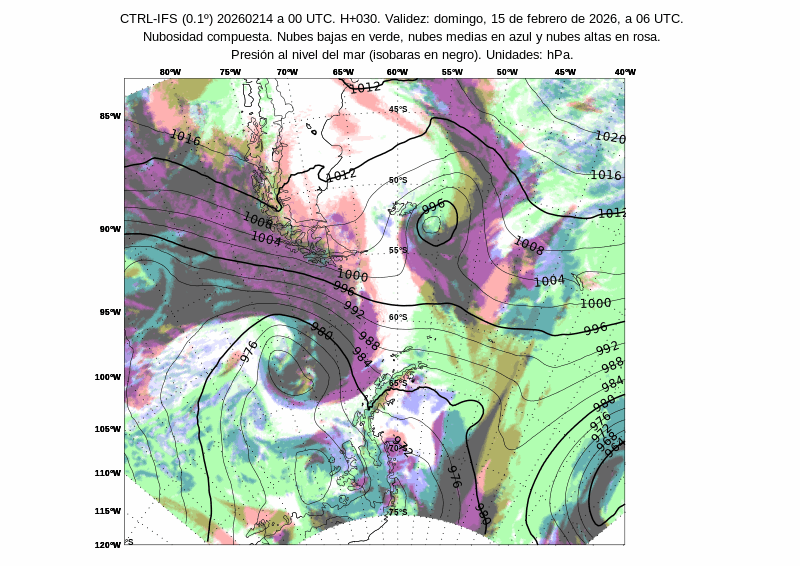 CTRL-IFS (0.1º) 20260214 a 00 UTC. H+030. Validez: domingo, 15 de febrero de 2026, a 06 UTC.
Nubosidad compuesta. Nubes bajas en verde, nubes medias en azul y nubes altas en rosa.
Presión al nivel del mar (isobaras en negro). Unidades: hPa.
80°W 75°W 70°W 65°W 60°W 55°W 50°W 45°W 40°W
1012
45°S
85°W
1016
1020
1012
1016
50°S
996
1012
1008
90°W
1004
1008
55°S
1000
1004
996
1000
992
95°W
60°S
980
996
988
992
976
984
988
100°W
65°S
984
980
976
972
968
964
105°W
972
70°S
110°W
976
115°W
75°S
980
120°W
°S